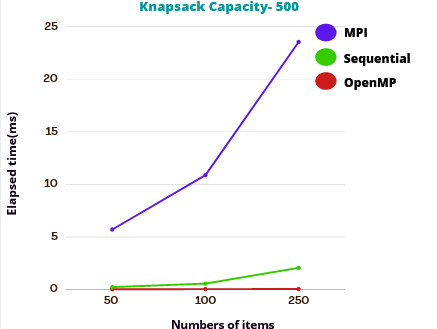 Knapsack Capacity- 500
25
20
15
10
5
0
50 100 250
Elapsed time(ms)
Numbers of items
MPI
Sequential
OpenMP